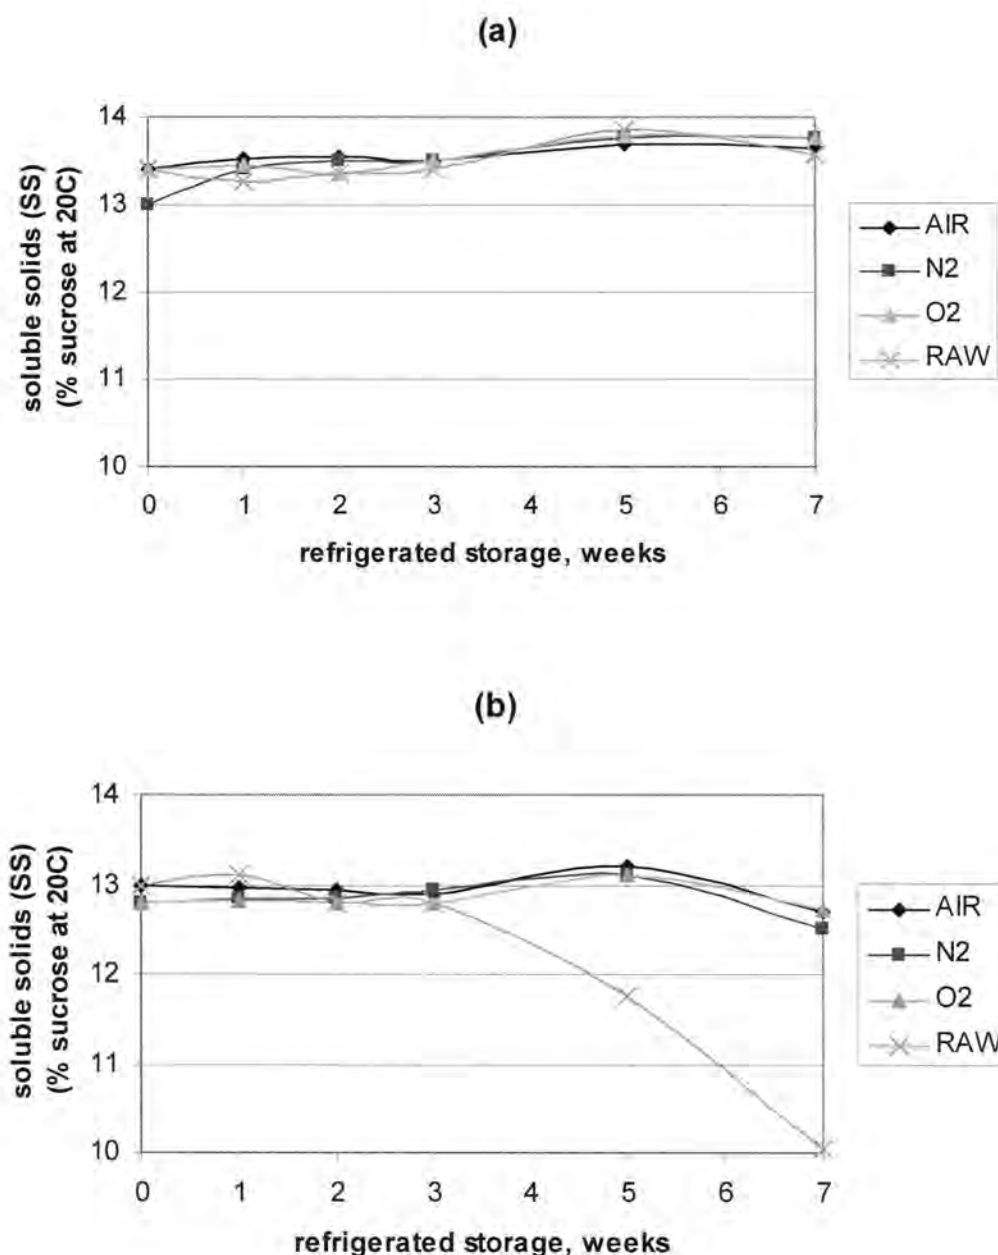 (a)
soluble solids (SS)
(% sucrose at 20C)
14
13
12
11
10
0 1 2 3 4 5 6 7
refrigerated storage, weeks
AIR
N2
O2
RAW
(b)
soluble solids (SS)
(% sucrose at 20C)
14
13
12
11
10
0 1 2 3 4 5 6 7
refrigerated storage, weeks
AIR
N2
O2
RAW